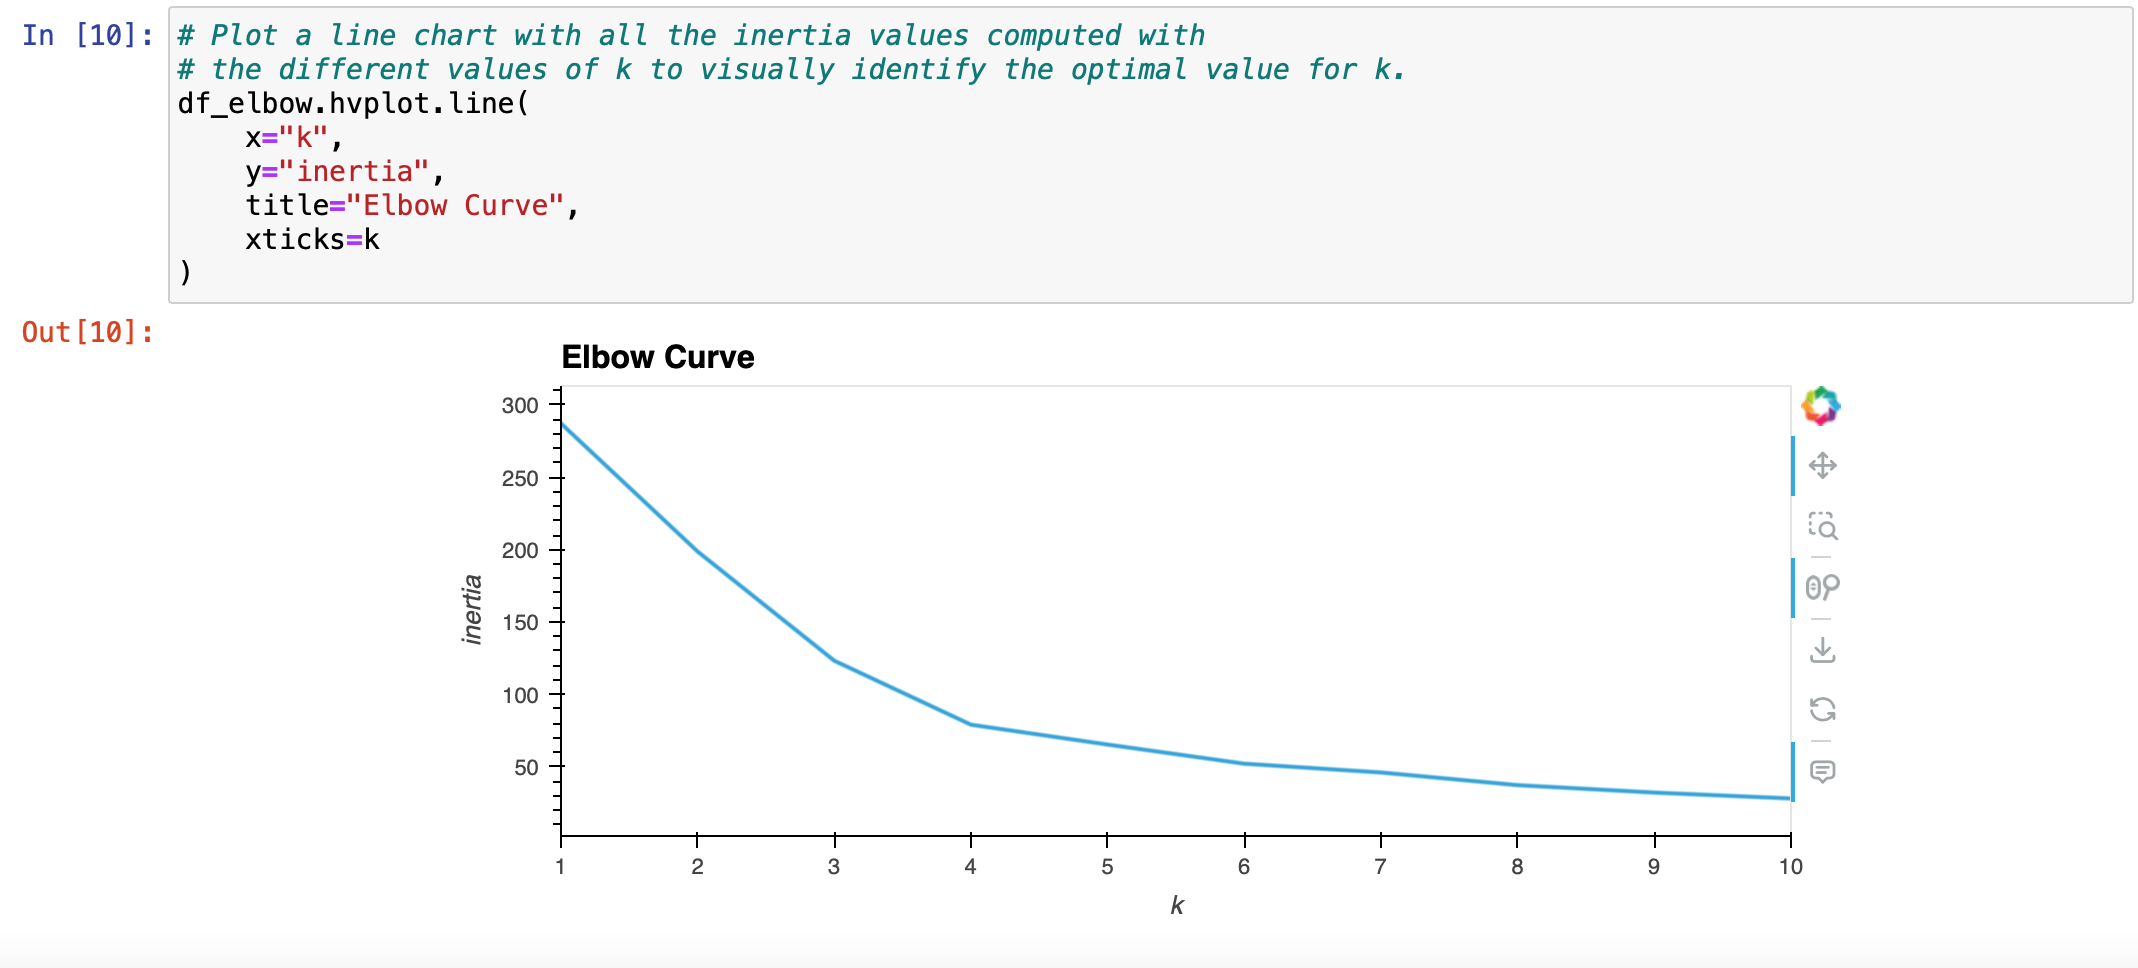 In [10]:
# Plot a line chart with all the inertia values computed with
# the different values of k to visually identify the optimal value for k.
df_elbow.hvplot.line(
    x="k",
    y="inertia",
    title="Elbow Curve",
    xticks=k
)
Out[10]:
Elbow Curve
300
250
200
150
100
50
inertia
1 2 3 4 5 6 7 8 9 10
k